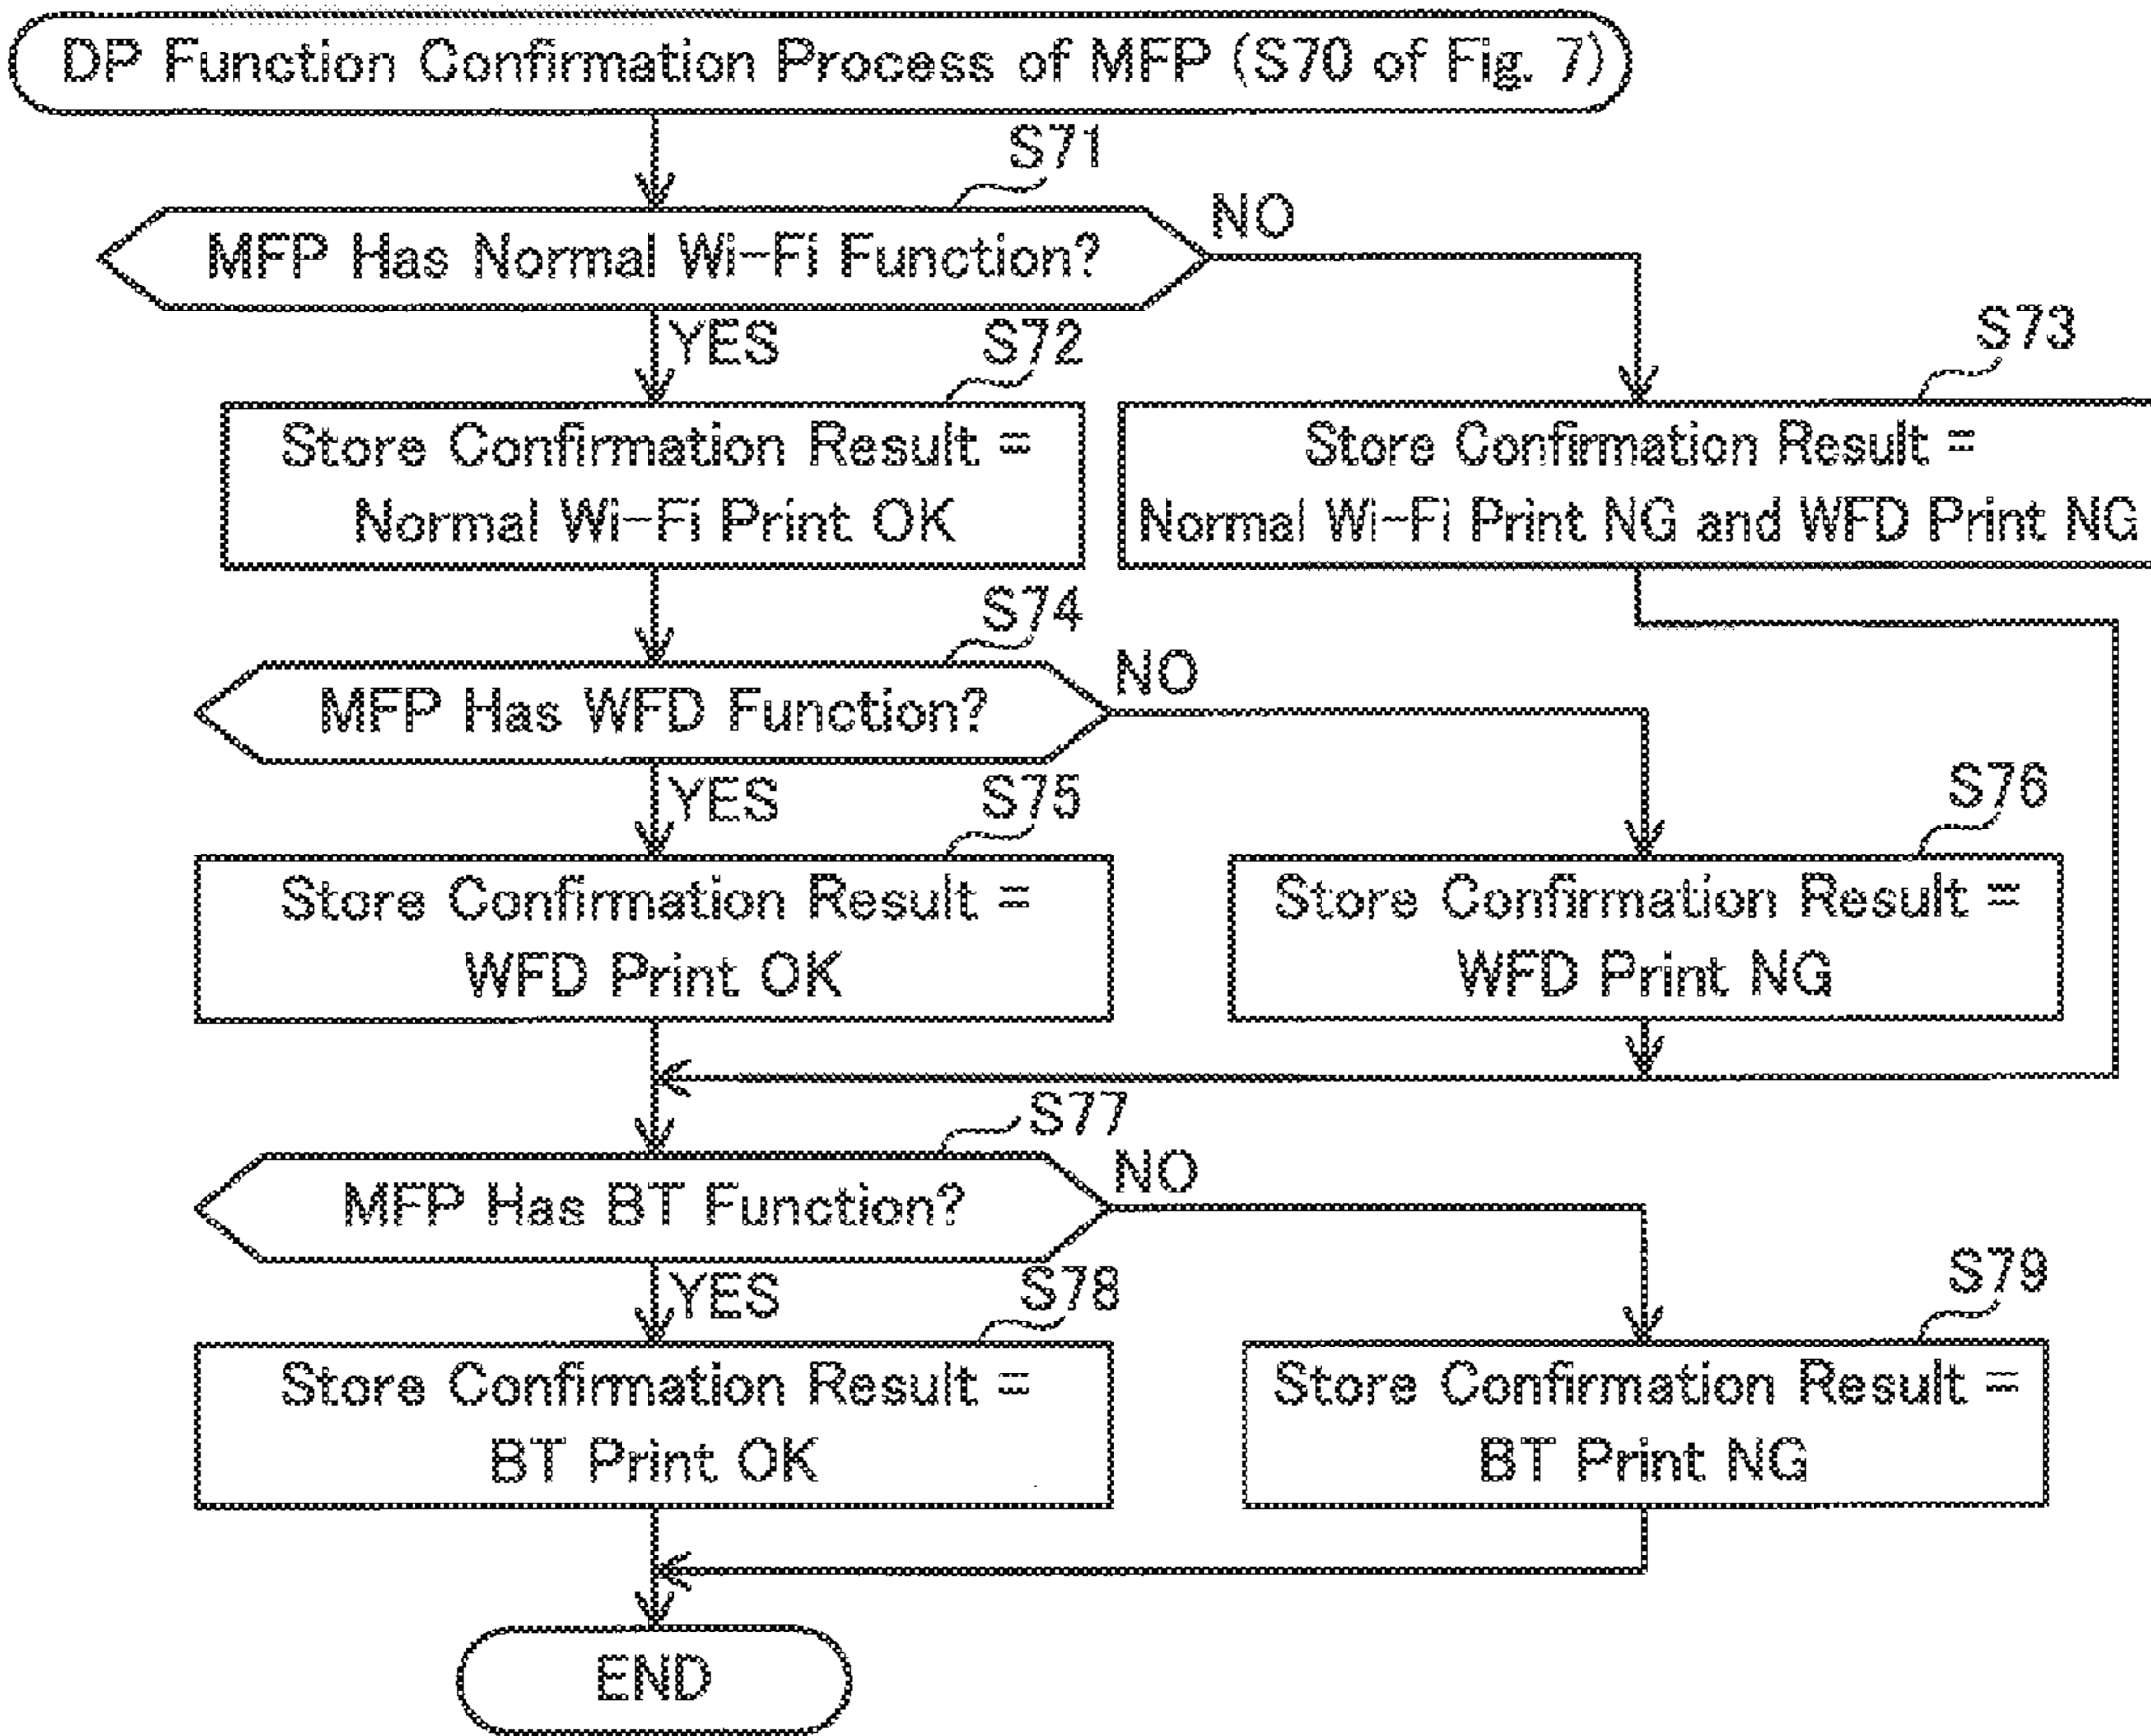 DP Function Confirmation Process of MFP (S70 of Fig. 7)
S71
MFP Has Normal Wi-Fi Function?
NO
YES
S72
S73
Store Confirmation Result =
Normal Wi-Fi Print OK
Store Confirmation Result =
Normal Wi-Fi Print NG and WFD Print NG
S74
MFP Has WFD Function?
NO
YES
S75
S76
Store Confirmation Result =
WFD Print OK
Store Confirmation Result =
WFD Print NG
S77
MFP Has BT Function?
NO
YES
S78
S79
Store Confirmation Result =
BT Print OK
Store Confirmation Result =
BT Print NG
END